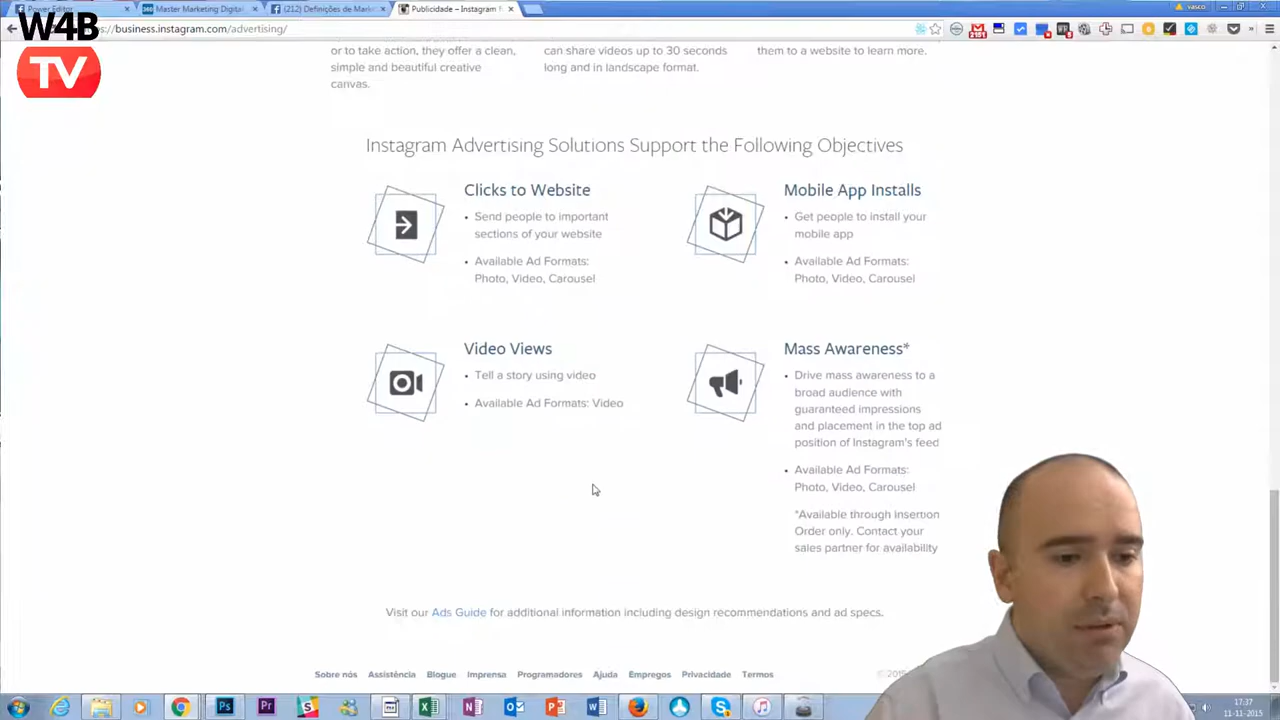 Power Editor
Master Marketing Digital
(212) Definições de Market
Publicidade – Instagram f
vasco
W4B
TV
s://business.instagram.com/advertising/
2151
or to take action, they offer a clean,
simple and beautiful creative
canvas.
can share videos up to 30 seconds
long and in landscape format.
them to a website to learn more.
Instagram Advertising Solutions Support the Following Objectives
Clicks to Website
• Send people to important
sections of your website
• Available Ad Formats:
Photo, Video, Carousel
Mobile App Installs
• Get people to install your
mobile app
• Available Ad Formats:
Photo, Video, Carousel
Video Views
• Tell a story using video
• Available Ad Formats: Video
Mass Awareness*
• Drive mass awareness to a
broad audience with
guaranteed impressions
and placement in the top ad
position of Instagram's feed
• Available Ad Formats:
Photo, Video, Carousel
*Available through Insertion
Order only. Contact your
sales partner for availability
Visit our Ads Guide for additional information including design recommendations and ad specs.
Sobre nós Assistência Blogue Imprensa Programadores Ajuda Empregos Privacidade Termos
© 2015
17:37
11-11-2015